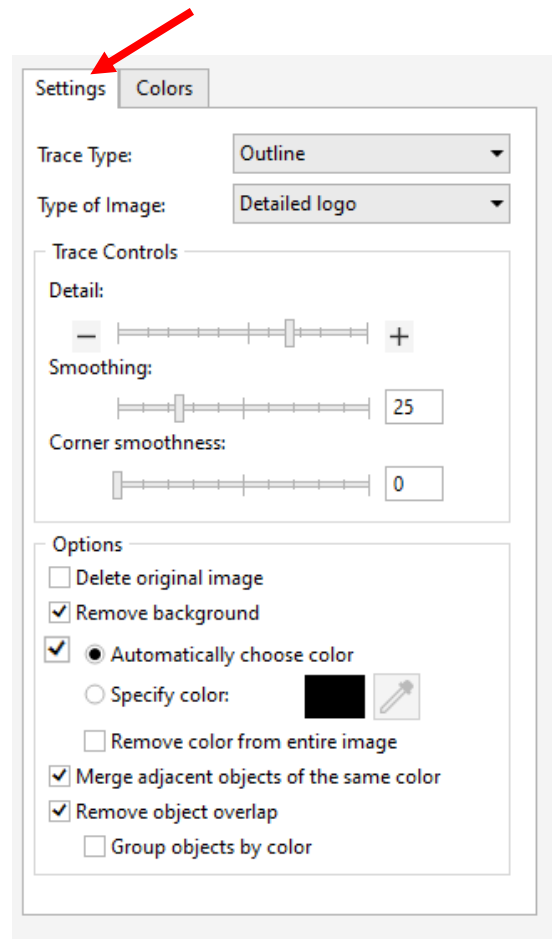 Settings Colors
Trace Type: Outline
Type of Image: Detailed logo
Trace Controls
Detail:
Smoothing:
25
Corner smoothness:
0
Options
Delete original image
Remove background
Automatically choose color
Specify color:
Remove color from entire image
Merge adjacent objects of the same color
Remove object overlap
Group objects by color